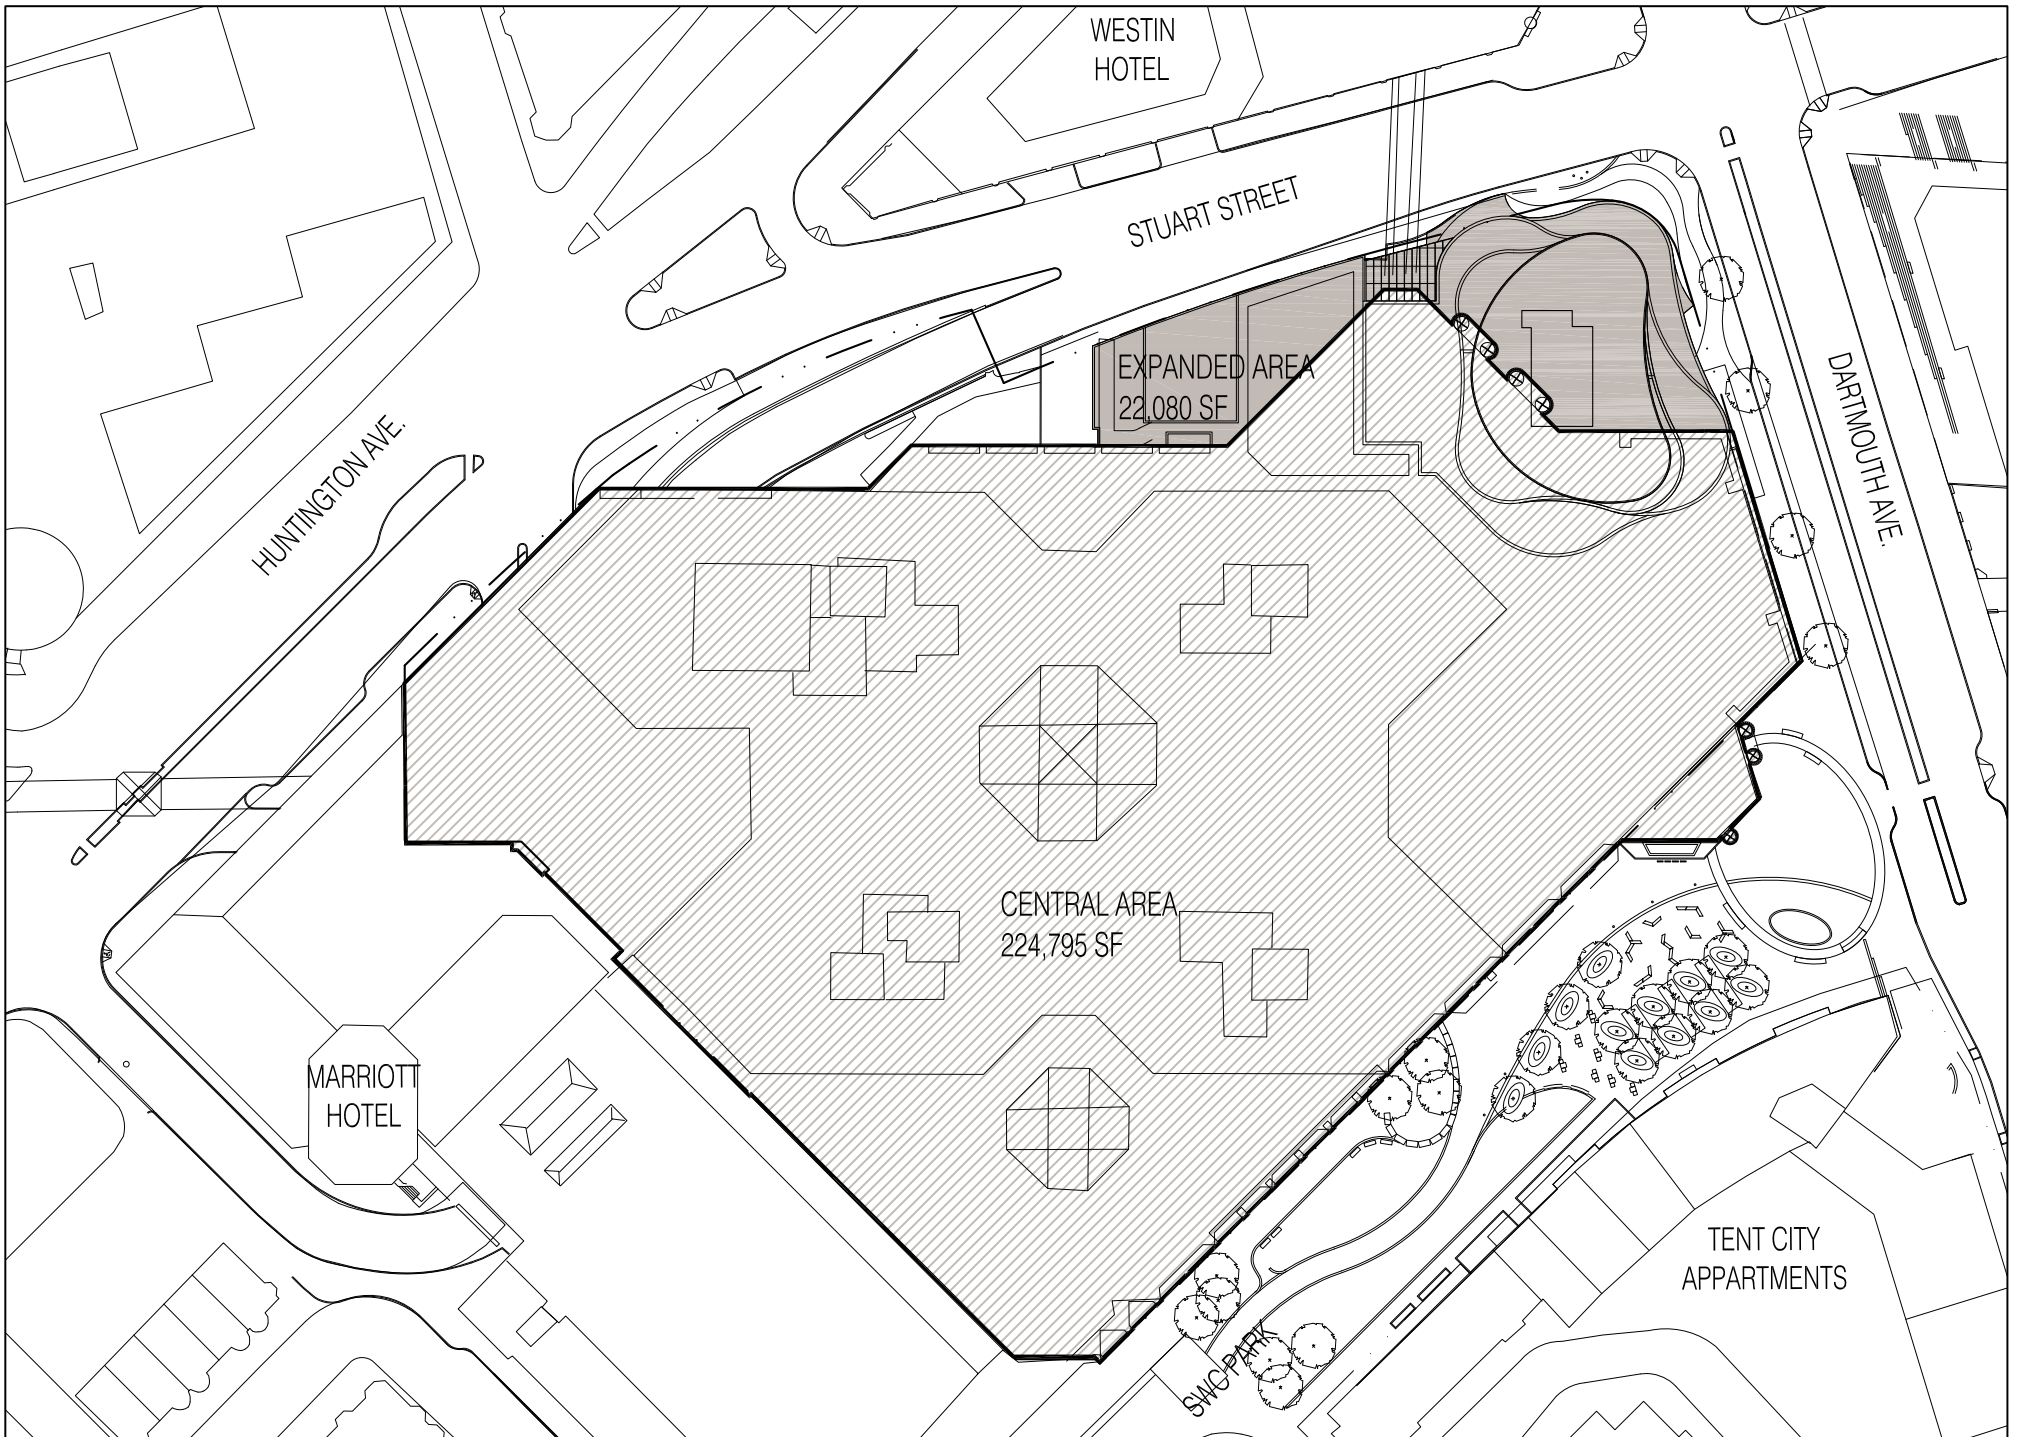 WESTIN
HOTEL
STUART STREET
EXPANDED AREA
22,080 SF
HUNTINGTON AVE.
DARTMOUTH AVE.
CENTRAL AREA
224,795 SF
MARRIOTT
HOTEL
TENT CITY
APPARTMENTS
SWC PARK